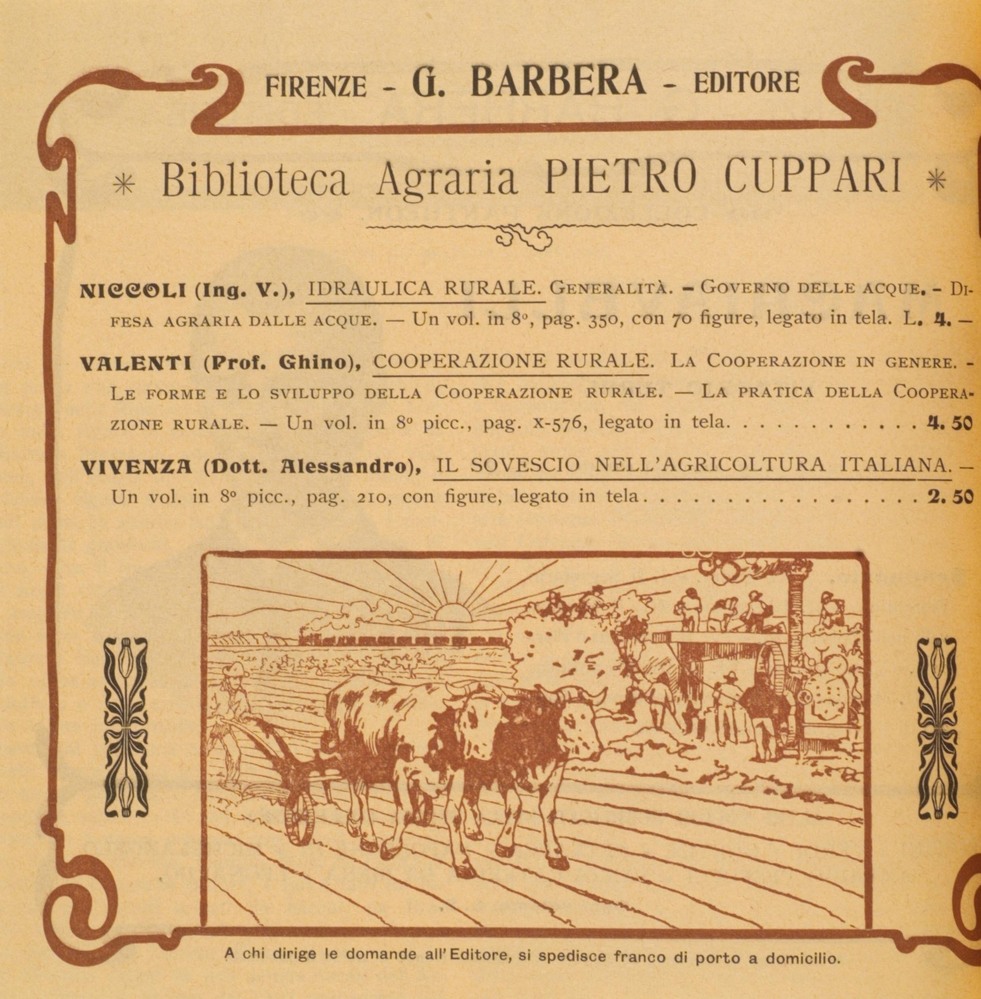 FIRENZE - G. BARBERA - EDITORE
* Biblioteca Agraria PIETRO CUPPARI *
NICCOLI (Ing. V.), IDRAULICA RURALE. GENERALITÀ. - GOVERNO DELLE ACQUE. - DI-
FESA AGRARIA DALLE ACQUE. — Un vol. in 8º, pag. 350, con 70 figure, legato in tela. L. 4. —
VALENTI (Prof. Ghino), COOPERAZIONE RURALE. LA COOPERAZIONE IN GENERE. -
LE FORME E LO SVILUPPO DELLA COOPERAZIONE RURALE. — LA PRATICA DELLA COOPERA-
ZIONE RURALE. — Un vol. in 8º picc., pag. X-576, legato in tela. . . . . . . . . . . . . 4. 50
VIVENZA (Dott. Alessandro), IL SOVESCIO NELL'AGRICOLTURA ITALIANA. —
Un vol. in 8º picc., pag. 210, con figure, legato in tela . . . . . . . . . . . . . . . . . . 2. 50
A chi dirige le domande all'Editore, si spedisce franco di porto a domicilio.